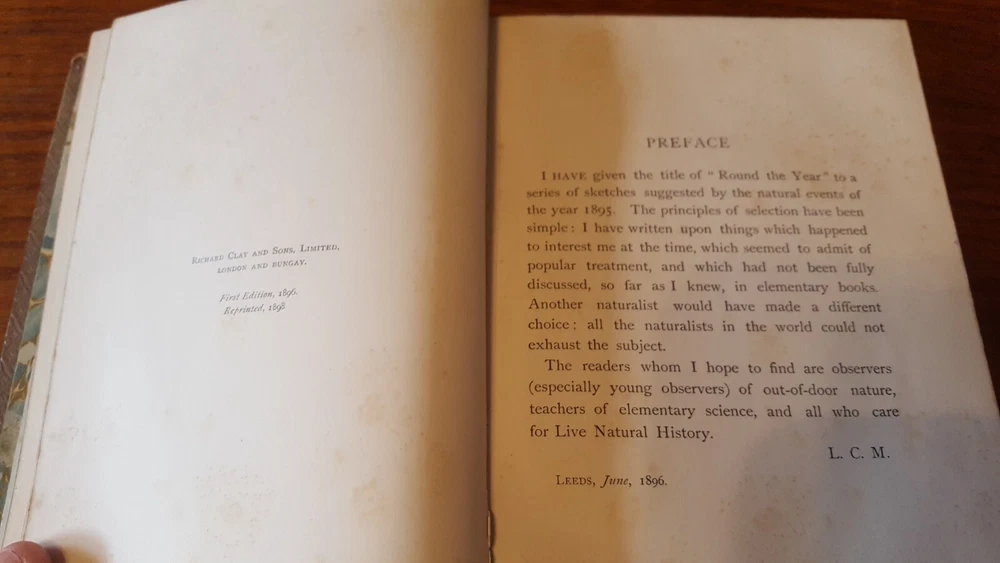 RICHARD CLAY AND SONS, LIMITED,
LONDON AND BUNGAY.
First Edition, 1896.
Reprinted, 1898
PREFACE
I HAVE given the title of "Round the Year" to a
series of sketches suggested by the natural events of
the year 1895. The principles of selection have been
simple: I have written upon things which happened
to interest me at the time, which seemed to admit of
popular treatment, and which had not been fully
discussed, so far as I knew, in elementary books.
Another naturalist would have made a different
choice; all the naturalists in the world could not
exhaust the subject.
The readers whom I hope to find are observers
(especially young observers) of out-of-door nature,
teachers of elementary science, and all who care
for Live Natural History.
L. C. M.
LEEDS, June, 1896.